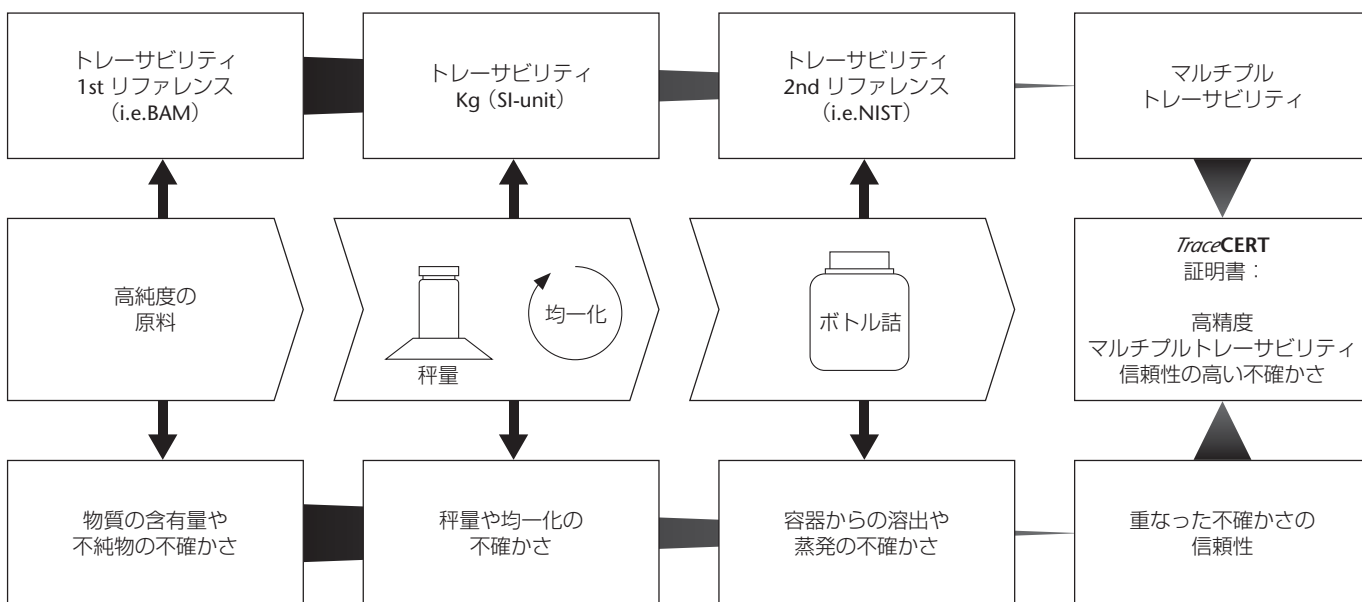 トレーサビリティ
1st リファレンス
（i.e.BAM）
トレーサビリティ
Kg（SI-unit）
トレーサビリティ
2nd リファレンス
（i.e.NIST）
マルチプル
トレーサビリティ
高純度の
原料
秤量
均一化
ボトル詰
TraceCERT
証明書：
高精度
マルチプルトレーサビリティ
信頼性の高い不確かさ
物質の含有量や
不純物の不確かさ
秤量や均一化の
不確かさ
容器からの溶出や
蒸発の不確かさ
重なった不確かさの
信頼性